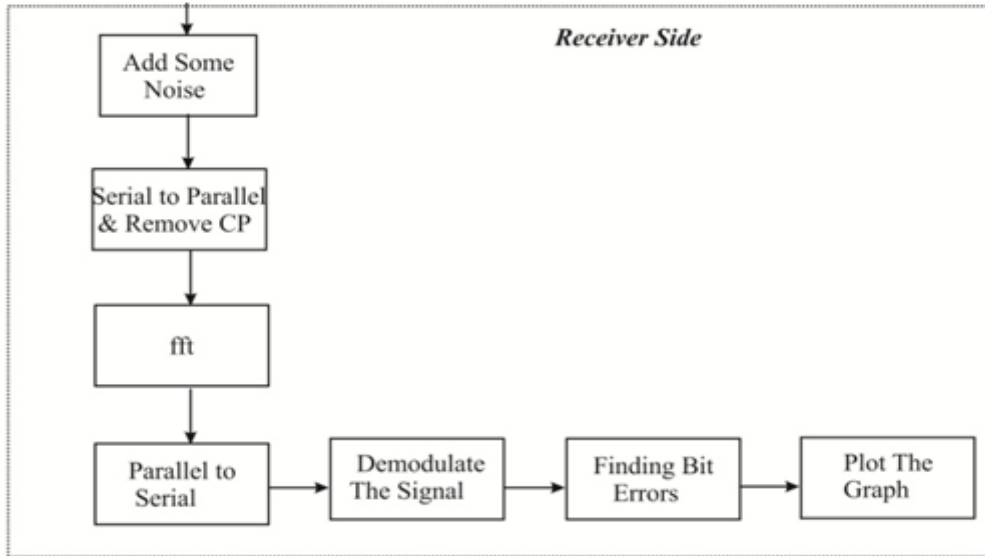 Receiver Side
Add Some
Noise
Serial to Parallel
& Remove CP
fft
Parallel to
Serial
Demodulate
The Signal
Finding Bit
Errors
Plot The
Graph